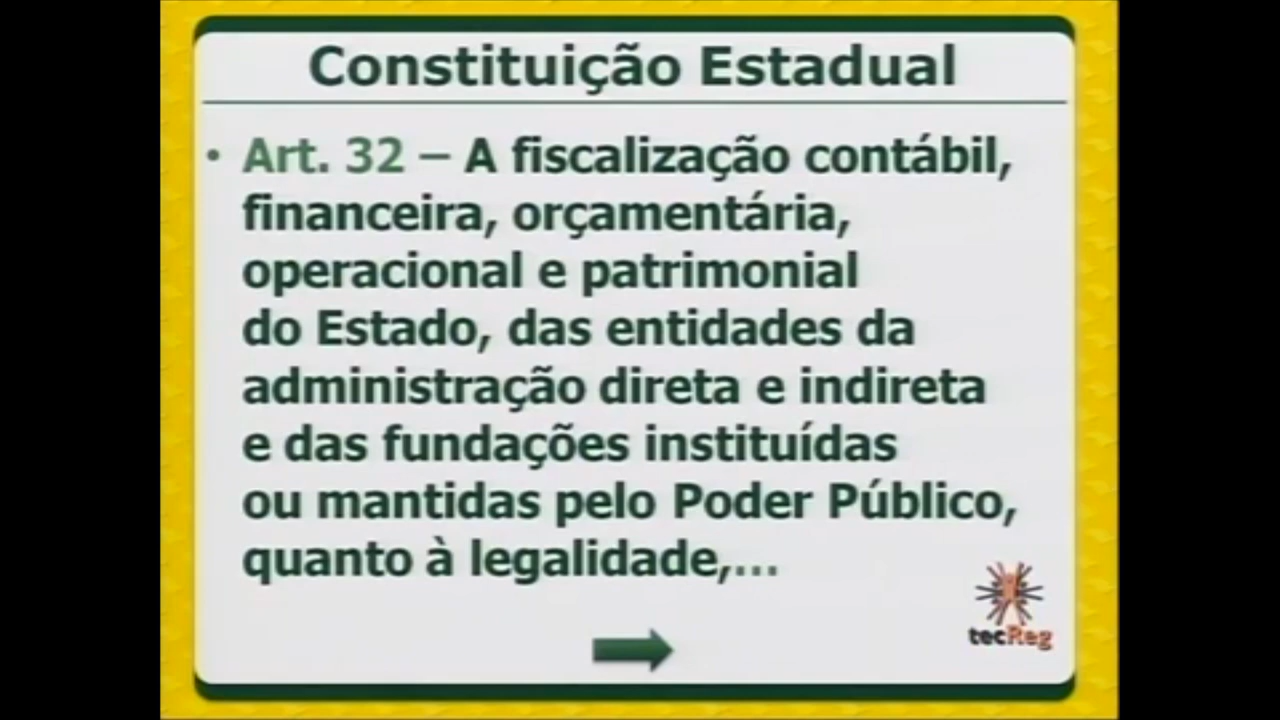 Constituição Estadual
• Art. 32 – A fiscalização contábil,
financeira, orçamentária,
operacional e patrimonial
do Estado, das entidades da
administração direta e indireta
e das fundações instituídas
ou mantidas pelo Poder Público,
quanto à legalidade,...
tecReg